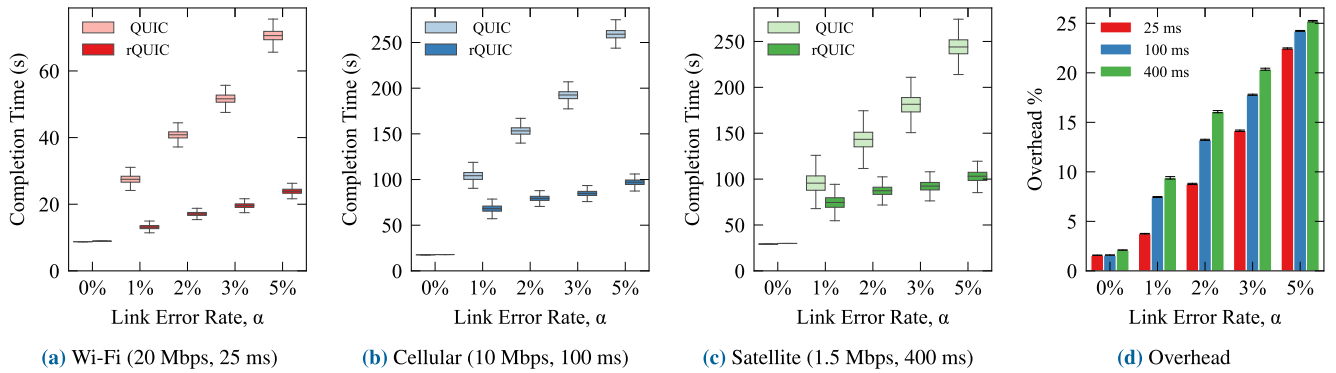 Completion Time (s)
60
40
20
0
QUIC
rQUIC
0% 1% 2% 3% 5%
Link Error Rate, α
(a) Wi-Fi (20 Mbps, 25 ms)
Completion Time (s)
250
200
150
100
50
0
QUIC
rQUIC
0% 1% 2% 3% 5%
Link Error Rate, α
(b) Cellular (10 Mbps, 100 ms)
Completion Time (s)
250
200
150
100
50
0
QUIC
rQUIC
0% 1% 2% 3% 5%
Link Error Rate, α
(c) Satellite (1.5 Mbps, 400 ms)
Overhead %
25
20
15
10
5
0
25 ms
100 ms
400 ms
0% 1% 2% 3% 5%
Link Error Rate, α
(d) Overhead